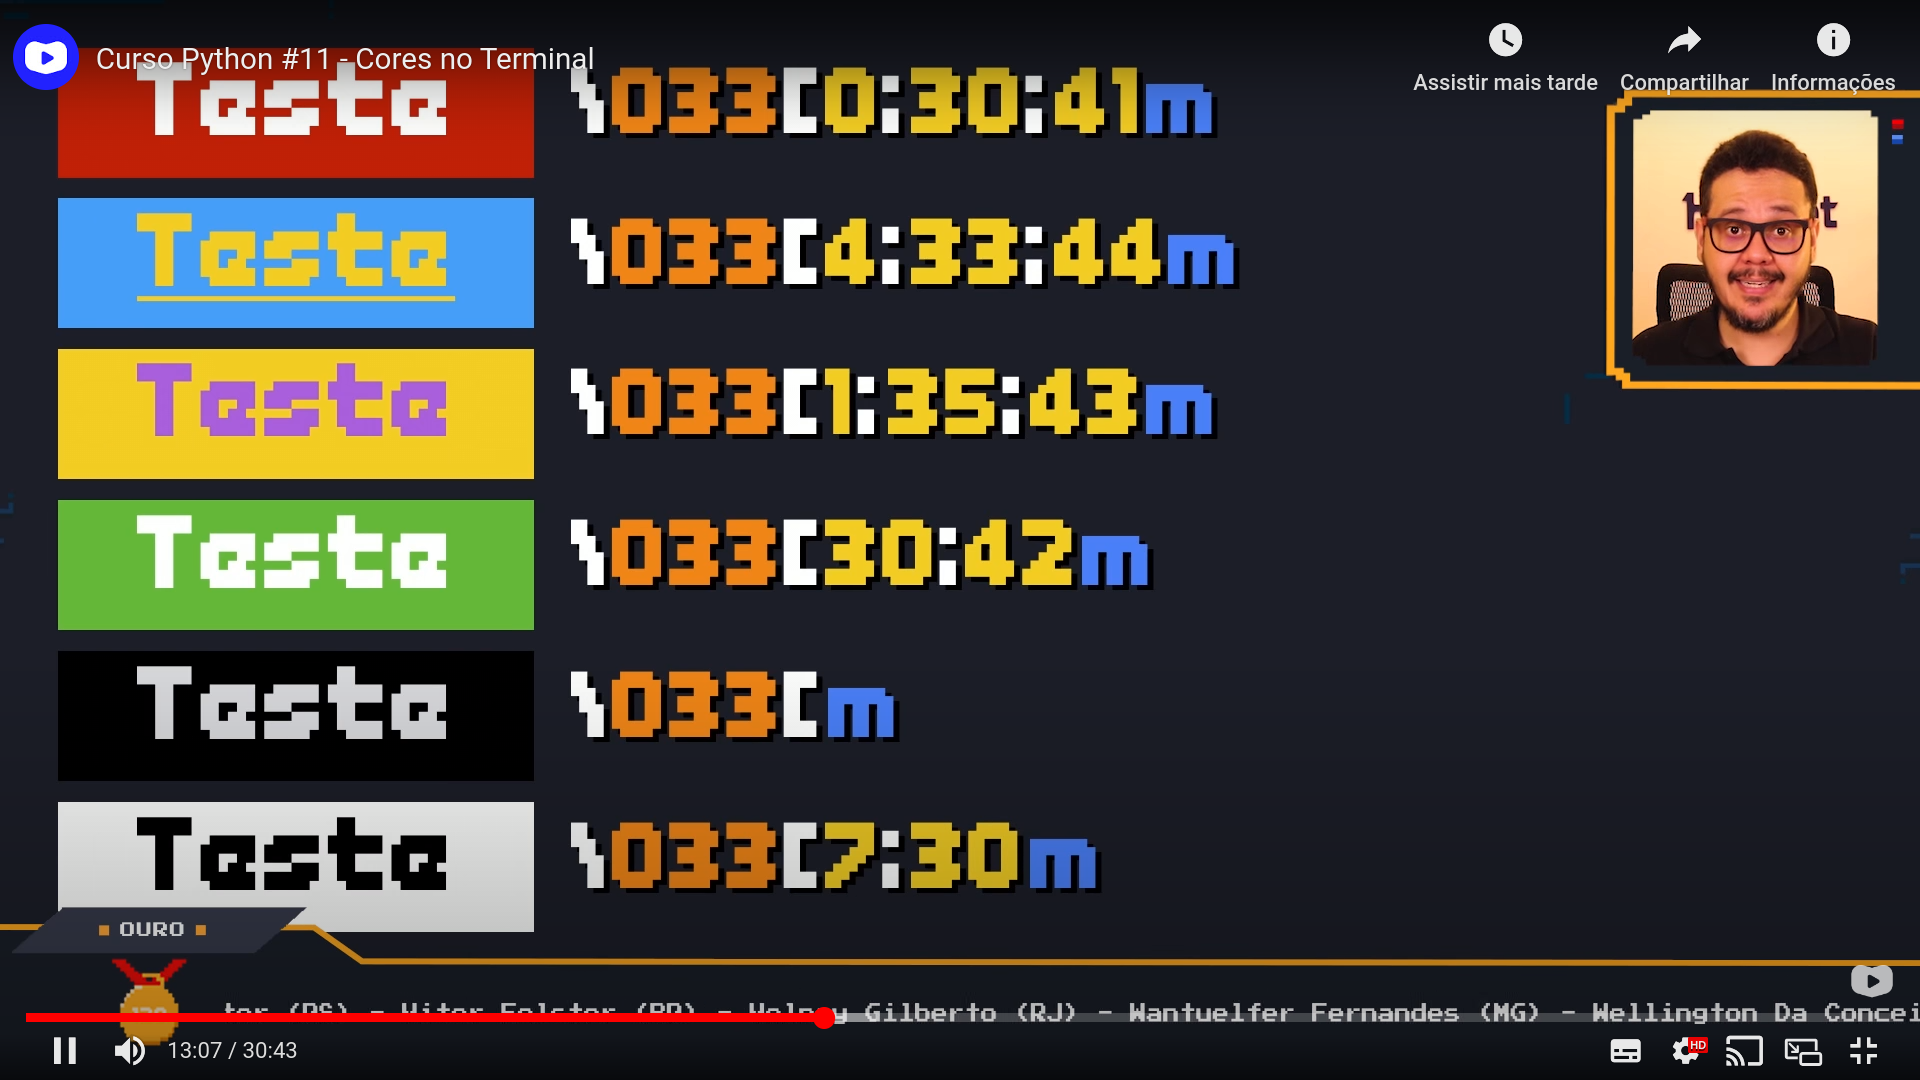 Curso Python #11 - Cores no Terminal
Assistir mais tarde
Compartilhar
Informações
Teste
\033[0:30:41m
Teste
\033[4:33:44m
Teste
\033[1:35:43m
Teste
\033[30:42m
Teste
\033[m
Teste
\033[7:30m
OURO
Gilberto (RJ) - Wantuelfer Fernandes (MG) - Wellington Da Concei
13:07 / 30:43
HD